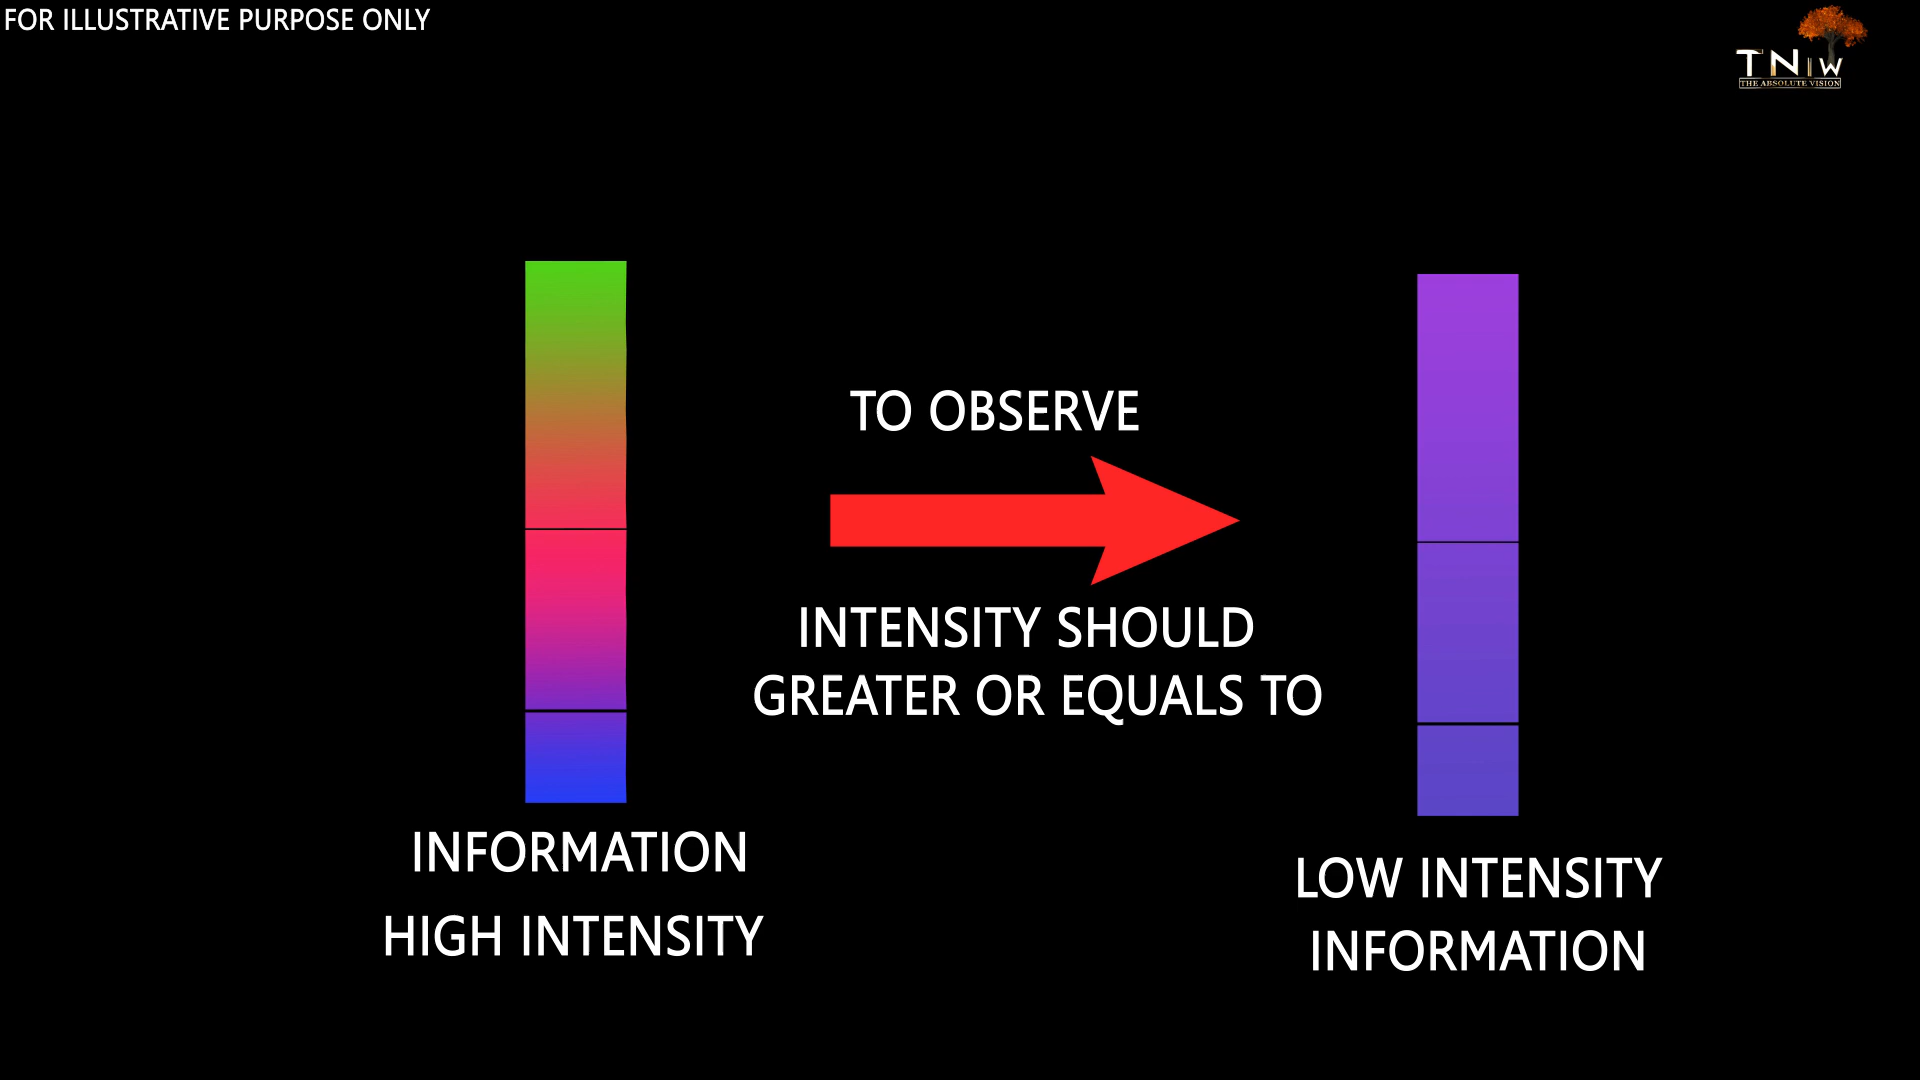 FOR ILLUSTRATIVE PURPOSE ONLY
TNIW
THE ABSOLUTE VISION
TO OBSERVE
INTENSITY SHOULD
GREATER OR EQUALS TO
INFORMATION
HIGH INTENSITY
LOW INTENSITY
INFORMATION